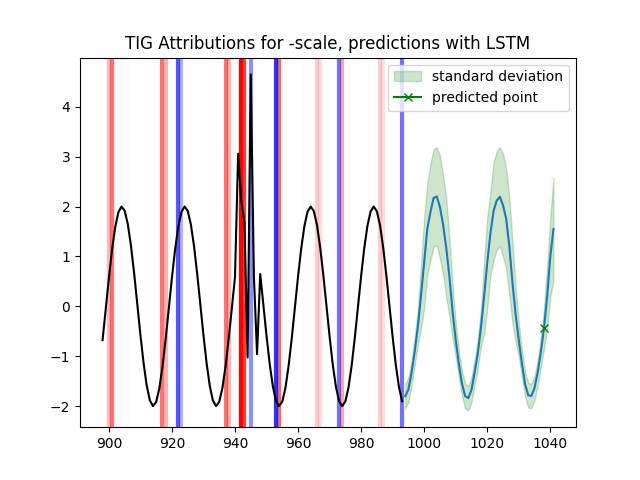 TIG Attributions for -scale, predictions with LSTM
standard deviation
predicted point
4
3
2
1
0
−1
−2
900 920 940 960 980 1000 1020 1040